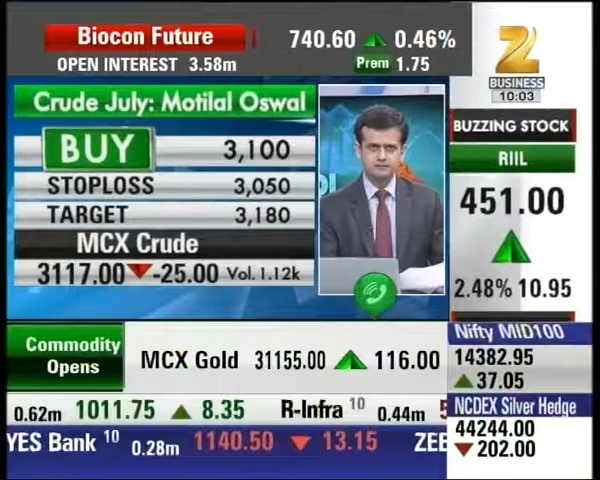 Biocon Future
740.60 0.46%
OPEN INTEREST 3.58m
Prem 1.75
Z
BUSINESS
10:03
Crude July: Motilal Oswal
BUY 3,100
STOPLOSS 3,050
TARGET 3,180
MCX Crude
3117.00 -25.00 Vol. 1.12k
BUZZING STOCK
RIIL
451.00
2.48% 10.95
Commodity
Opens
MCX Gold 31155.00 116.00
Nifty MID100
14382.95
37.05
0.62m 1011.75 8.35 R-Infra 10 0.44m
NCDEX Silver Hedge
44244.00
202.00
YES Bank 10 0.28m 1140.50 13.15 ZEE